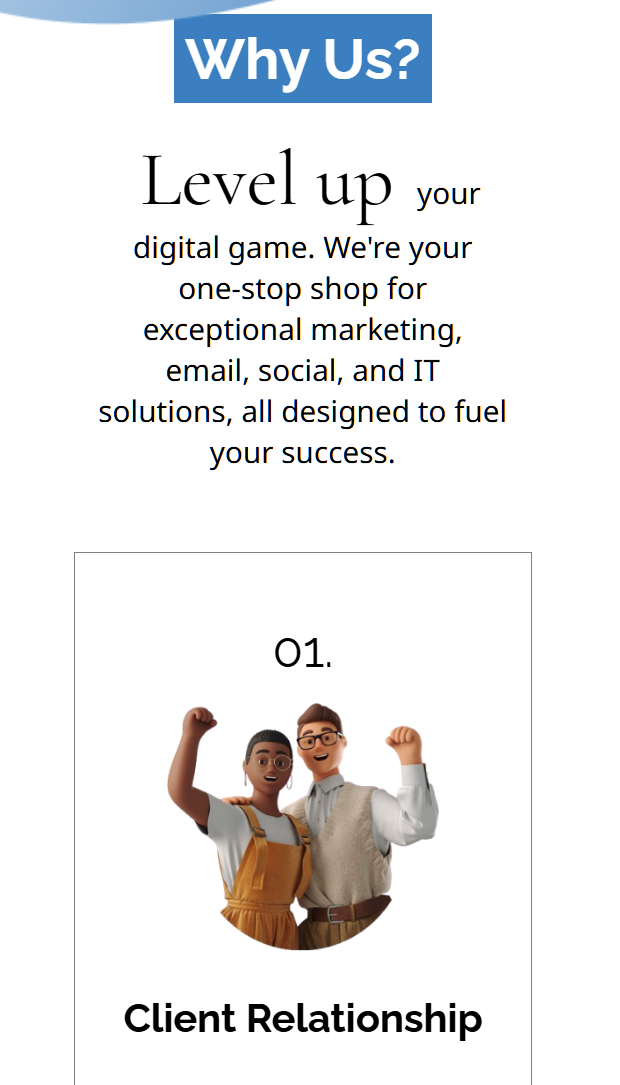 Why Us?
Level up your
digital game. We're your
one-stop shop for
exceptional marketing,
email, social, and IT
solutions, all designed to fuel
your success.
01.
Client Relationship